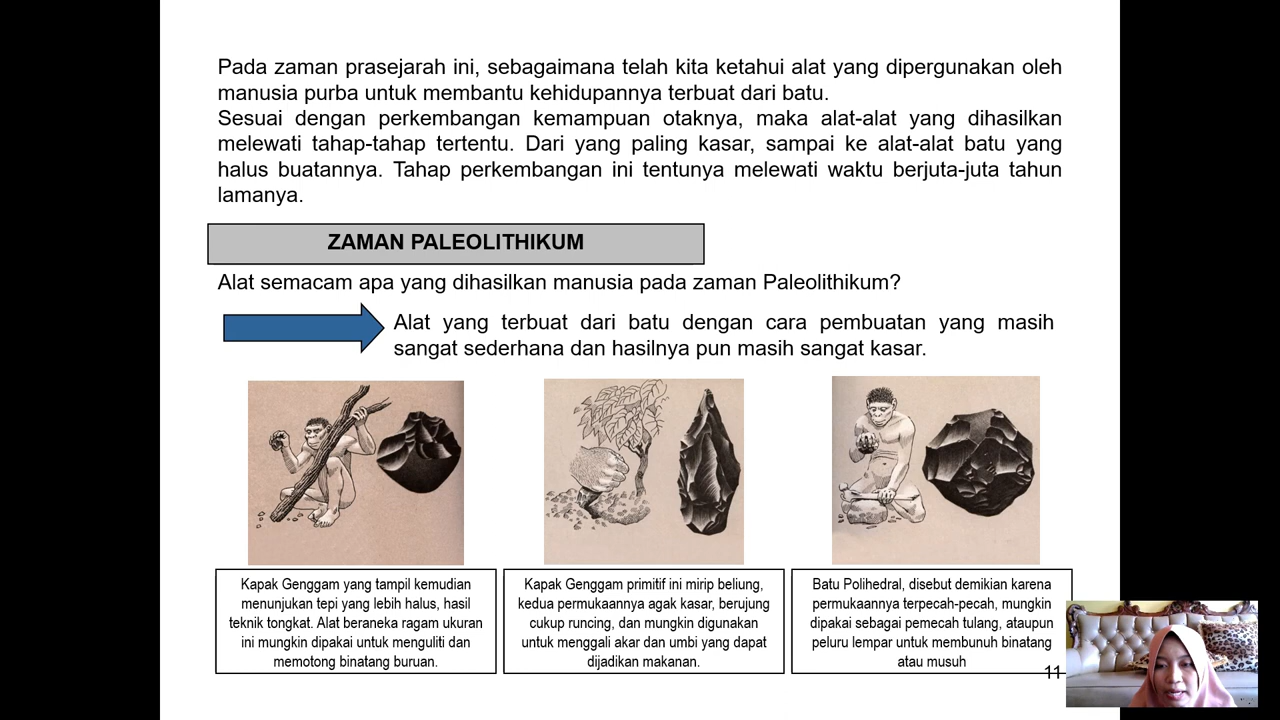 Pada zaman prasejarah ini, sebagaimana telah kita ketahui alat yang dipergunakan oleh
manusia purba untuk membantu kehidupannya terbuat dari batu.
Sesuai dengan perkembangan kemampuan otaknya, maka alat-alat yang dihasilkan
melewati tahap-tahap tertentu. Dari yang paling kasar, sampai ke alat-alat batu yang
halus buatannya. Tahap perkembangan ini tentunya melewati waktu berjuta-juta tahun
lamanya.
ZAMAN PALEOLITHIKUM
Alat semacam apa yang dihasilkan manusia pada zaman Paleolithikum?
Alat yang terbuat dari batu dengan cara pembuatan yang masih
sangat sederhana dan hasilnya pun masih sangat kasar.
Kapak Genggam yang tampil kemudian
menunjukan tepi yang lebih halus, hasil
teknik tongkat. Alat beraneka ragam ukuran
ini mungkin dipakai untuk menguliti dan
memotong binatang buruan.
Kapak Genggam primitif ini mirip beliung,
kedua permukaannya agak kasar, berujung
cukup runcing, dan mungkin digunakan
untuk menggali akar dan umbi yang dapat
dijadikan makanan.
Batu Polihedral, disebut demikian karena
permukaannya terpecah-pecah, mungkin
dipakai sebagai pemecah tulang, ataupun
peluru lempar untuk membunuh binatang
atau musuh
11